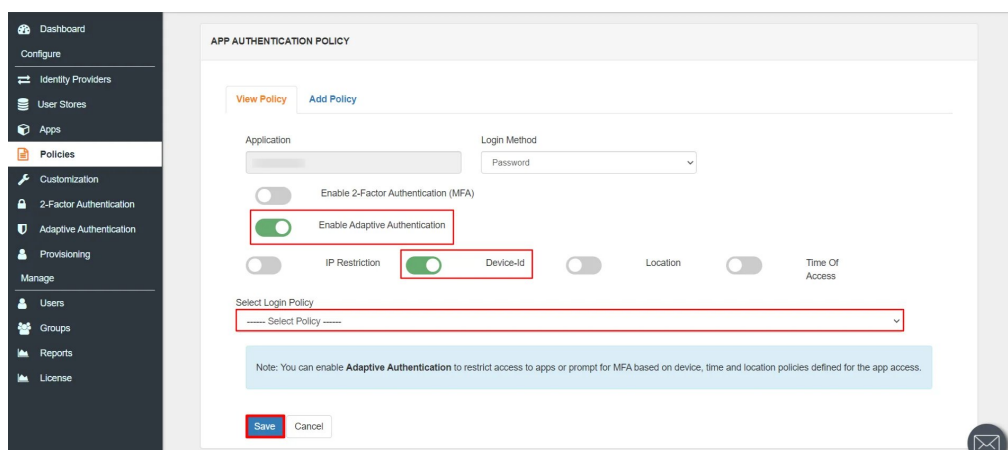 Dashboard
Configure
Identity Providers
User Stores
Apps
Policies
Customization
2-Factor Authentication
Adaptive Authentication
Provisioning
Manage
Users
Groups
Reports
License
APP AUTHENTICATION POLICY
View Policy Add Policy
Application Login Method
Password
Enable 2-Factor Authentication (MFA)
Enable Adaptive Authentication
IP Restriction Device-Id Location Time Of
Access
Select Login Policy
------ Select Policy ------
Note: You can enable Adaptive Authentication to restrict access to apps or prompt for MFA based on device, time and location policies defined for the app access.
Save Cancel